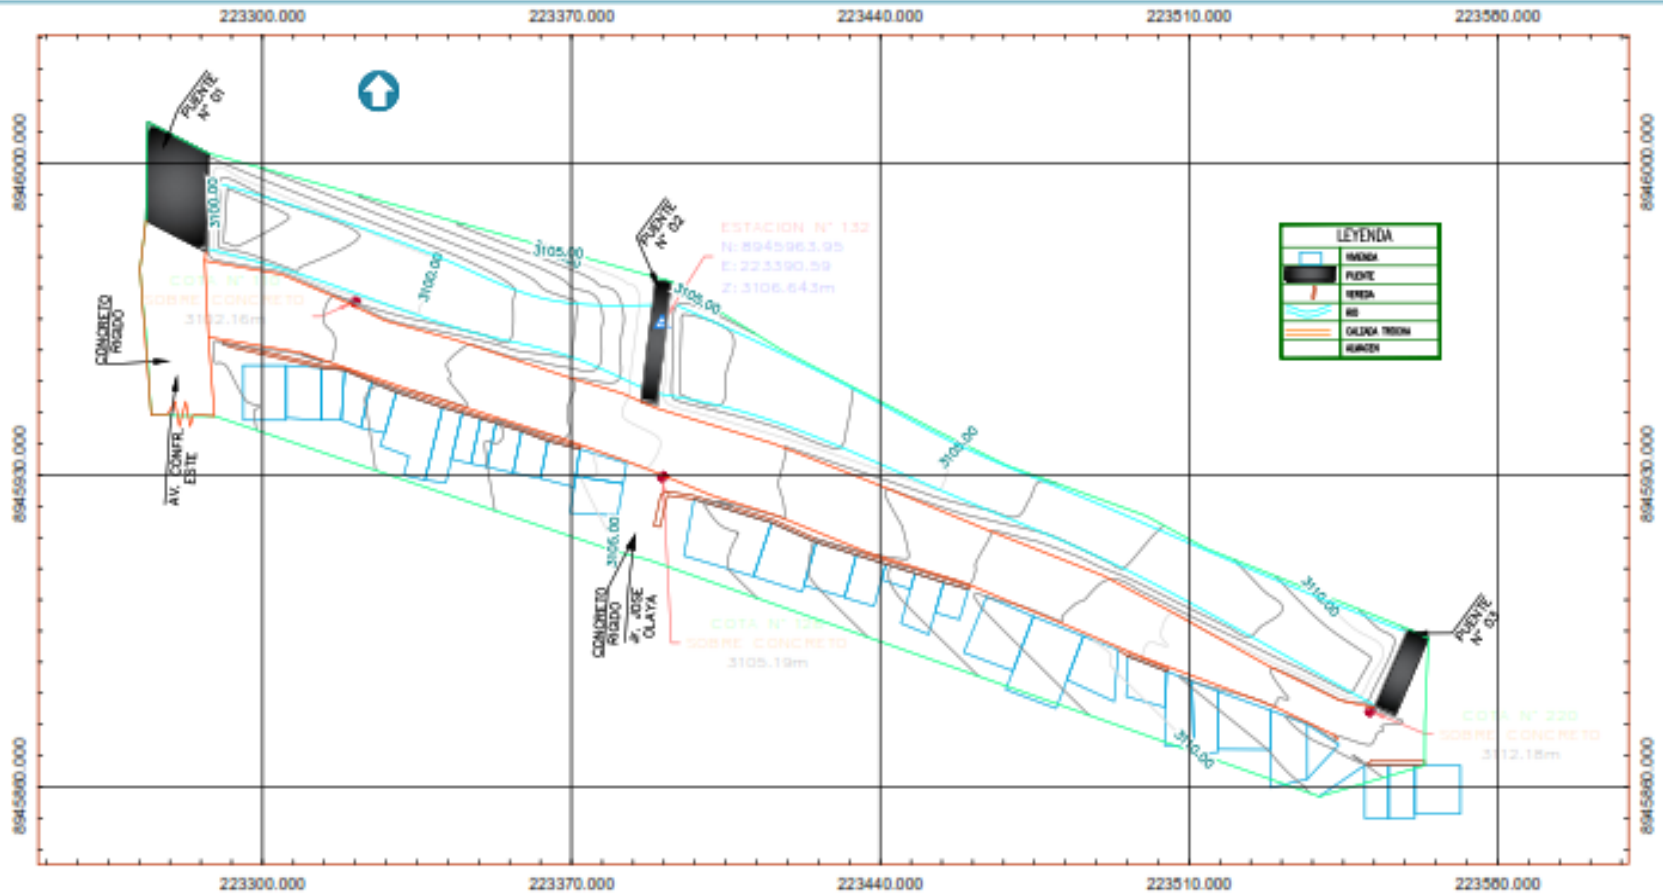 223300.000
223370.000
223440.000
223510.000
223580.000
8946000.000
8945930.000
8945860.000
PUENTE
N° 01
3100.00
3105.00
PUENTE
N° 02
ESTACION N° 132
N: 8945963.95
E: 223390.59
Z: 3106.643m
3105.00
3100.00
SOBRE CONCRETO
3102.16m
CONCRETO
RIGIDO
AV. CONFR.
ESTE
3105.00
3105.00
CONCRETO
RIGIDO
Jr. JOSE
OLAYA
SOBRE CONCRETO
3105.19m
3110.00
PUENTE
N° 03
3110.00
COTA N° 220
SOBRE CONCRETO
3112.18m
LEYENDA
VIVIENDA
PUENTE
VEREDA
RIO
CALZADA TROCHA
ALMACEN
8946000.000
8945930.000
8945860.000
223300.000
223370.000
223440.000
223510.000
223580.000